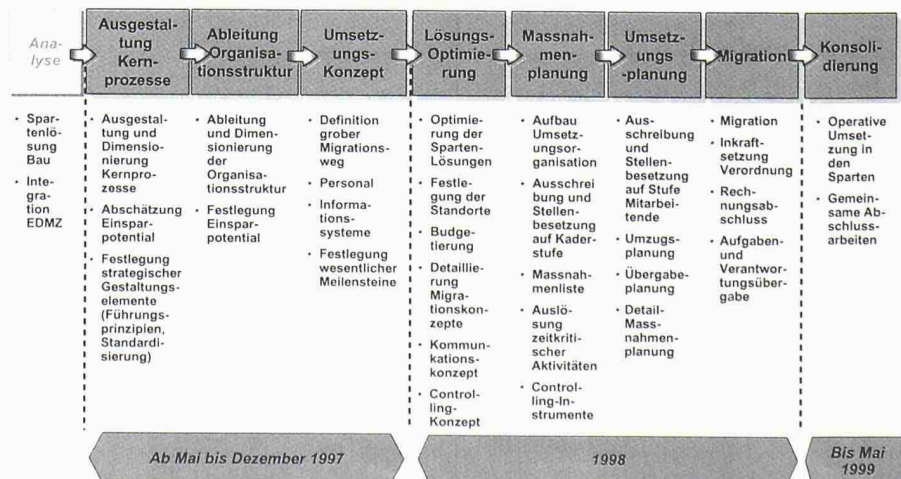 Ana-
lyse
Ausgestal-
tung
Kern-
prozesse
Ableitung
Organisa-
tionsstruktur
Umsetz-
ungs-
Konzept
Lösungs-
Optimie-
rung
Massnah-
menplanung
Umsetz-
ungs
-planung
Migration
Konsoli-
dierung
• Spar-
tenlö-
sung
Bau
• Inte-
gra-
tion
EDMZ
• Ausgestal-
tung und
Dimensio-
nierung
Kernpro-
zesse
• Abschätzung
Einspar-
potential
• Festlegung
strategischer
Gestaltungs-
elemente
(Führungs-
prinzipien,
Standardi-
sierung)
• Ableitung
und Dimen-
sionierung
der
Organisa-
tionsstruktur
• Festlegung
Einspar-
potential
• Definition
grober
Migrations-
weg
• Personal
• Informa-
tions-
systeme
• Festlegung
wesentlicher
Meilensteine
• Optimie-
rung der
Sparten-
Lösungen
• Festle-
gung der
Standorte
• Budge-
tierung
• Detaillie-
rung
Migra-
tionskon-
zepte
• Kommun-
kations-
konzept
• Control-
ling-
Konzept
• Aufbau
Umset-
zungsor-
ganisation
• Ausschrei-
bung und
Stellen-
besetzung
auf Kader-
stufe
• Massnah-
menliste
• Auslö-
sung
zeitkriti-
scher
Aktivitäten
• Control-
ling-In-
strumente
• Aus-
schreibung
und
Stellen-
besetzung
auf Stufe
Mitarbei-
tende
• Umzugs-
planung
• Übergabe-
planung
• Detail-
Mass-
nahmen-
planung
• Migration
• Inkraft-
setzung
Verordnung
• Rech-
nungsab-
schluss
• Aufgaben-
und
Verantwor-
tungsüber-
gabe
• Operative
Umset-
zung in
den
Sparten
• Gemein-
same Ab-
schluss-
arbeiten
Ab Mai bis Dezember 1997
1998
Bis Mai
1999